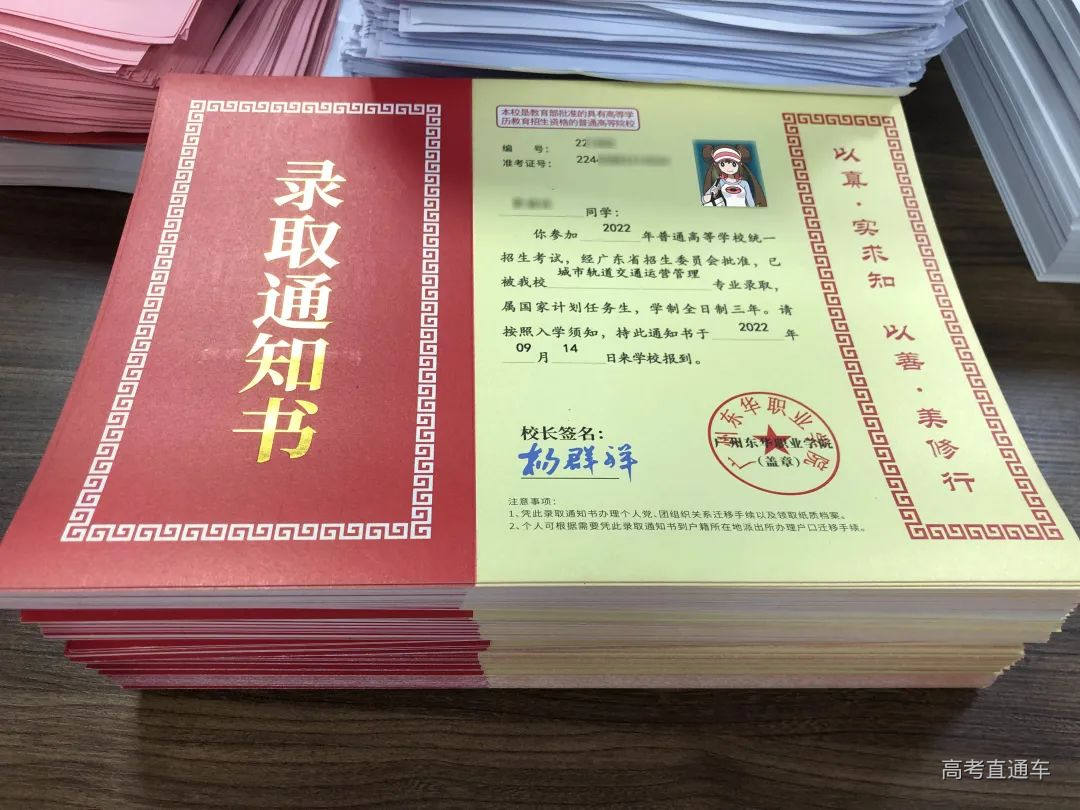 录取通知书
本校是教育部批准的具有高等学
历教育招生资格的普通高等院校
编 号: 22
准考证号: 224
同学:
你参加 2022 年普通高等学校统一
招生考试,经广东省招生委员会批准,已
被我校 城市轨道交通运营管理 专业录取,
属国家计划任务生,学制全日制三年。请
按照入学须知,持此通知书于 2022 年
09 月 14 日来学校报到。
校长签名:
杨群祥
广州东华职业学院
广州东华职业学院
(盖章)
注意事项:
1、凭此录取通知书办理个人党、团组织关系迁移手续以及领取纸质档案。
2、个人可根据需要凭此录取通知书到户籍所在地派出所办理户口迁移手续。
以真·实求知 以善·美修行
高考直通车